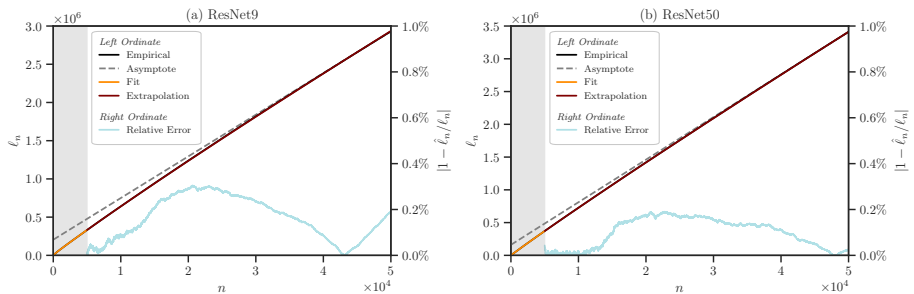 (a) ResNet9
×10⁶
3.0
2.5
2.0
1.5
1.0
0.5
0.0
ℓₙ
Left Ordinate
Empirical
Asymptote
Fit
Extrapolation
Right Ordinate
Relative Error
1.0%
0.8%
0.6%
0.4%
0.2%
0.0%
|1 − ℓ̂ₙ/ℓₙ|
0 1 2 3 4 5
n
×10⁴
(b) ResNet50
×10⁶
3.5
3.0
2.5
2.0
1.5
1.0
0.5
0.0
ℓₙ
Left Ordinate
Empirical
Asymptote
Fit
Extrapolation
Right Ordinate
Relative Error
1.0%
0.8%
0.6%
0.4%
0.2%
0.0%
|1 − ℓ̂ₙ/ℓₙ|
0 1 2 3 4 5
n
×10⁴